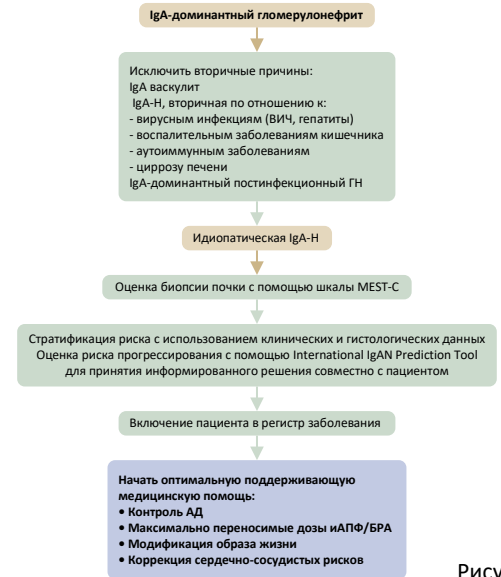 IgA-доминантный гломерулонефрит
Исключить вторичные причины:
IgA васкулит
IgA-Н, вторичная по отношению к:
- вирусным инфекциям (ВИЧ, гепатиты)
- воспалительным заболеваниям кишечника
- аутоиммунным заболеваниям
- циррозу печени
IgA-доминантный постинфекционный ГН
Идиопатическая IgA-Н
Оценка биопсии почки с помощью шкалы MEST-C
Стратификация риска с использованием клинических и гистологических данных
Оценка риска прогрессирования с помощью International IgAN Prediction Tool
для принятия информированного решения совместно с пациентом
Включение пациента в регистр заболевания
Начать оптимальную поддерживающую
медицинскую помощь:
• Контроль АД
• Максимально переносимые дозы иАПФ/БРА
• Модификация образа жизни
• Коррекция сердечно-сосудистых рисков
Рису